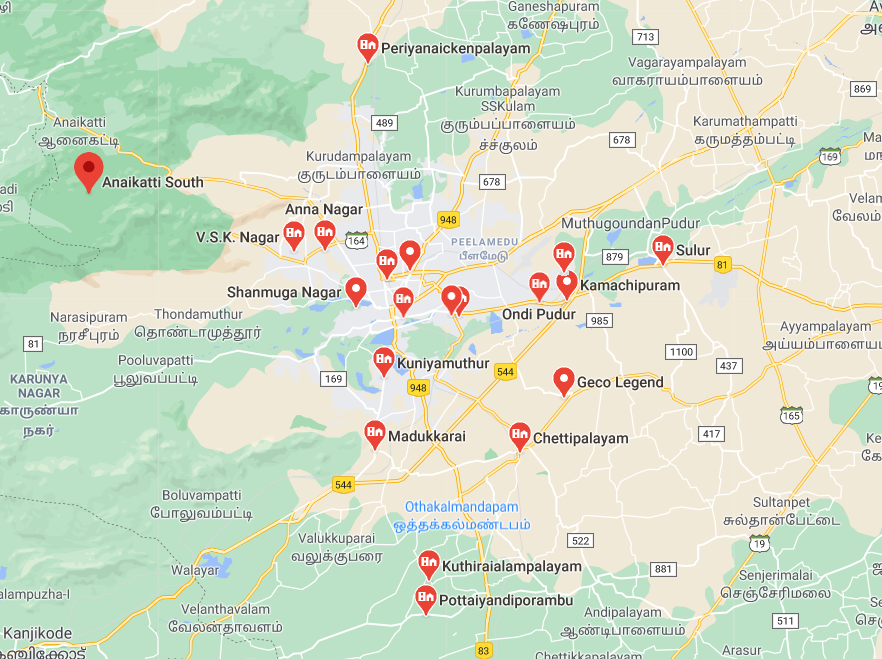 Ganeshapuram
கணேஷபுரம்
713
Periyanaickenpalayam
Vagarayampalayam
வாகராயம்பாளையம்
Kurumbapalayam
SSKulam
குரும்பப்பாளையம்
ச்சகுலம்
869
Anaikatti
ஆனைகட்டி
489
Karumathampatti
கருமத்தம்பட்டி
678
Kurudampalayam
குருடம்பாளையம்
169
Anaikatti South
678
Anna Nagar
948
MuthugoundanPudur
V.S.K. Nagar
164
PEELAMEDU
பீளமேடு
879
Sulur
81
Shanmuga Nagar
Kamachipuram
Narasipuram
நரசீபுரம்
Thondamuthur
தொண்டாமுத்தூர்
Ondi Pudur
985
Ayyampalayam
81
Pooluvapatti
பூலுவப்பட்டி
Kuniyamuthur
1100
437
KARUNYA
NAGAR
காருண்யா
நகர்
169
948
544
Geco Legend
165
Madukkarai
Chettipalayam
417
544
Boluvampatti
போலுவம்பட்டி
Othakalmandapam
ஒத்தக்கல்மண்டபம்
Sultanpet
சுல்தான்பேட்டை
Valukkuparai
வலுக்குபரை
522
19
Walayar
Kuthiraialampalayam
881
Senjerimalai
செஞ்சேரிமலை
Pottaiyandiporambu
Velanthavalam
வேலன்தாவளம்
Andipalayam
ஆண்டிபாளையம்
511
Kanjikode
83
Chettikkapalayam
Arasur